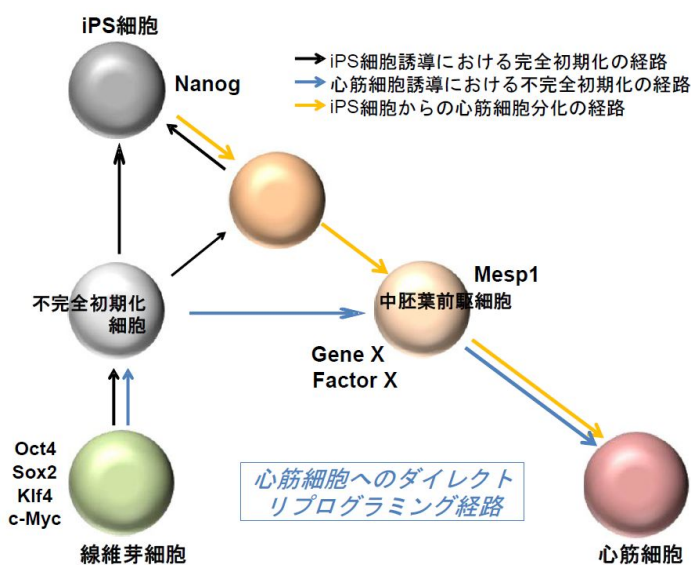 iPS細胞
Nanog
iPS細胞誘導における完全初期化の経路
心筋細胞誘導における不完全初期化の経路
iPS細胞からの心筋細胞分化の経路
不完全初期化
細胞
Mesp1
中胚葉前駆細胞
Gene X
Factor X
Oct4
Sox2
Klf4
c-Myc
線維芽細胞
心筋細胞へのダイレクト
リプログラミング経路
心筋細胞